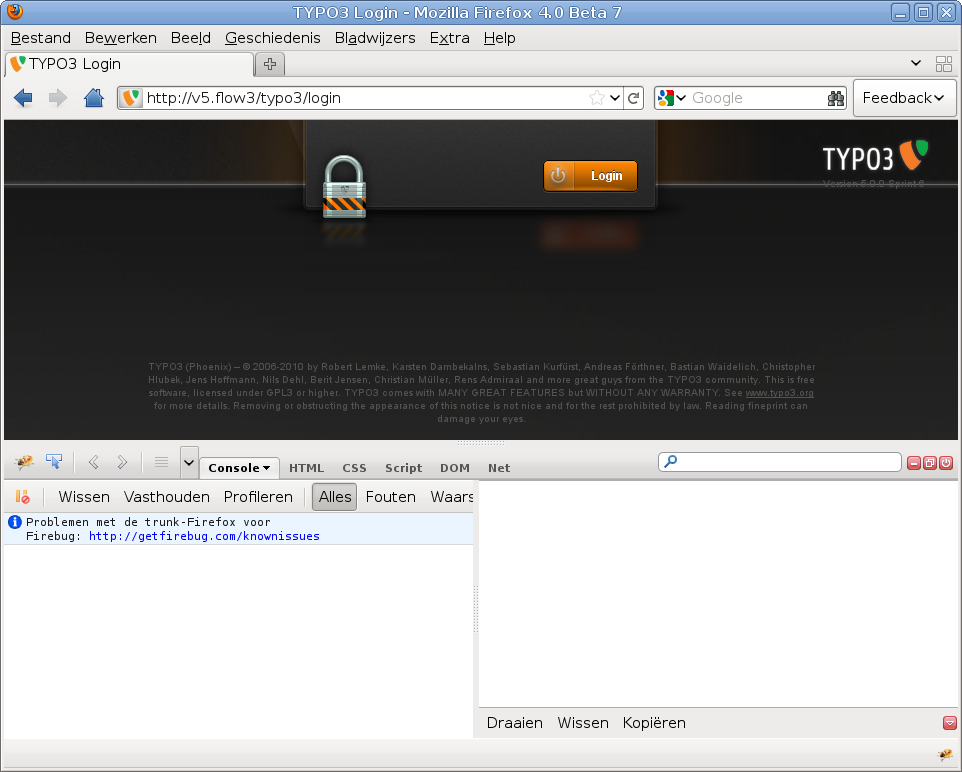 TYPO3 Login - Mozilla Firefox 4.0 Beta 7
Bestand Bewerken Beeld Geschiedenis Bladwijzers Extra Help
TYPO3 Login
http://v5.flow3/typo3/login
Google
Feedback
Login
TYPO3
Version 5.0.0 Sprint 6
TYPO3 (Phoenix) — © 2006-2010 by Robert Lemke, Karsten Dambekalns, Sebastian Kurfürst, Andreas Förthner, Bastian Waidelich, Christopher
Hlubek, Jens Hoffmann, Nils Dehl, Berit Jensen, Christian Müller, Rens Admiraal and more great guys from the TYPO3 community. This is free
software, licensed under GPL3 or higher. TYPO3 comes with MANY GREAT FEATURES but WITHOUT ANY WARRANTY. See www.typo3.org
for more details. Removing or obstructing the appearance of this notice is not nice and for the rest prohibited by law. Reading fineprint can
damage your eyes.
Console HTML CSS Script DOM Net
Wissen Vasthouden Profileren Alles Fouten Waars
Problemen met de trunk-Firefox voor
Firebug: http://getfirebug.com/knownissues
Draaien Wissen Kopiëren